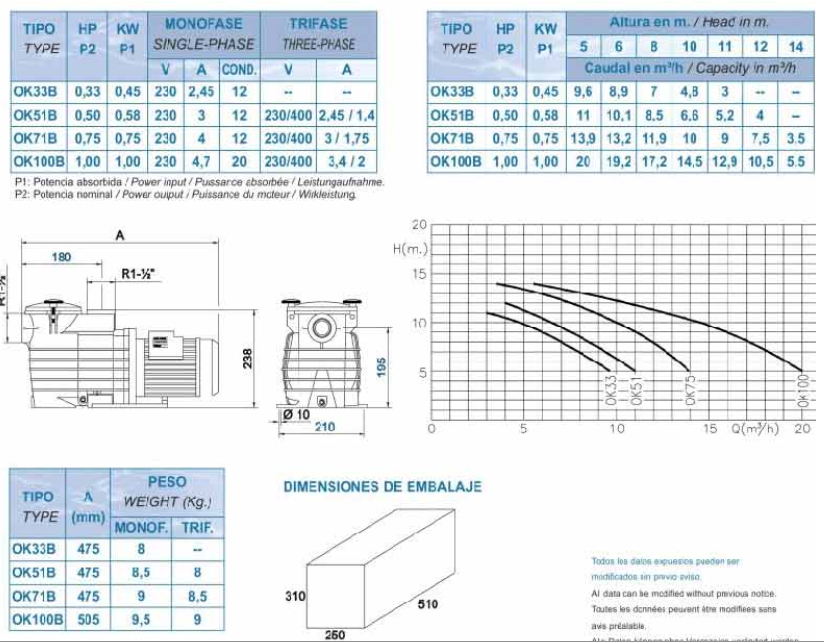 TIPO HP KW MONOFASE TRIFASE
TYPE P2 P1 SINGLE-PHASE THREE-PHASE
V A COND. V A
OK33B 0,33 0,45 230 2,45 12 -- --
OK51B 0,50 0,58 230 3 12 230/400 2,45 / 1,4
OK71B 0,75 0,75 230 4 12 230/400 3 / 1,75
OK100B 1,00 1,00 230 4,7 20 230/400 3,4 / 2
P1: Potencia absorbida / Power input / Puissance absorbée / Leistungaufnahme.
P2: Potencia nominal / Power output / Puissance du moteur / Wirkleistung.
TIPO HP KW Altura en m. / Head in m.
TYPE P2 P1 5 6 8 10 11 12 14
Caudal en m³/h / Capacity in m³/h
OK33B 0,33 0,45 9,6 8,9 7 4,8 3 -- --
OK51B 0,50 0,58 11 10,1 8,5 6,6 5,2 4 --
OK71B 0,75 0,75 13,9 13,2 11,9 10 9 7,5 3.5
OK100B 1,00 1,00 20 19,2 17,2 14,5 12,9 10,5 5.5
A
180
R1-½"
R1-½"
238
195
Ø 10
210
20
H(m.)
15
10
5
OK33 OK51 OK75 OK100
0 5 10 15 Q(m³/h) 20
TIPO A PESO
TYPE (mm) WEIGHT (Kg.)
MONOF. TRIF.
OK33B 475 8 --
OK51B 475 8,5 8
OK71B 475 9 8,5
OK100B 505 9,5 9
DIMENSIONES DE EMBALAJE
310
510
250
Todos los datos expuestos pueden ser
modificados sin previo aviso.
All data can be modified without previous notice.
Toutes les données peuvent être modifiees sans
avis préalable.